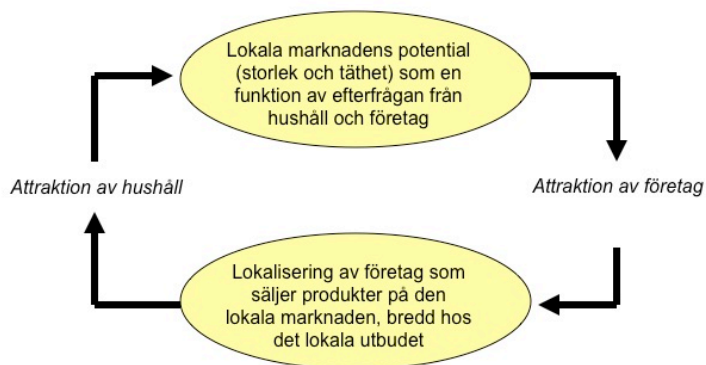 Lokala marknadens potential
(storlek och täthet) som en
funktion av efterfrågan från
hushåll och företag
Attraktion av hushåll
Attraktion av företag
Lokalisering av företag som
säljer produkter på den
lokala marknaden, bredd hos
det lokala utbudet